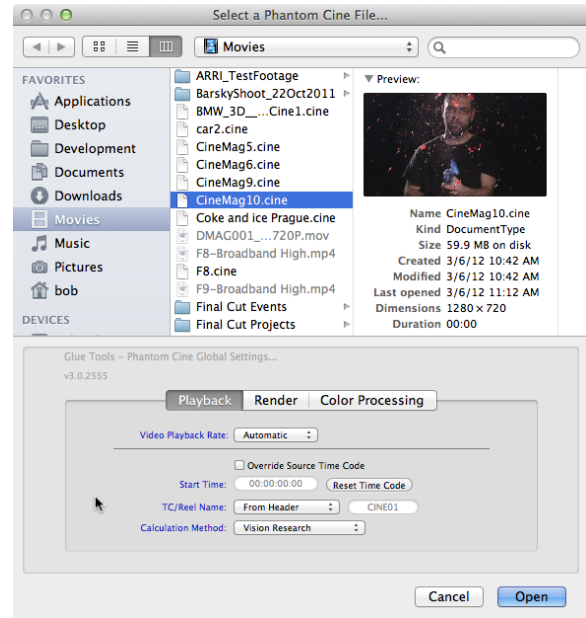 Select a Phantom Cine File...
Movies
FAVORITES
Applications
Desktop
Development
Documents
Downloads
Movies
Music
Pictures
bob
DEVICES
ARRI_TestFootage
BarskyShoot_22Oct2011
BMW_3D__...Cine1.cine
car2.cine
CineMag5.cine
CineMag6.cine
CineMag9.cine
CineMag10.cine
Coke and ice Prague.cine
DMAG001_...720P.mov
F8-Broadband High.mp4
F8.cine
F9-Broadband High.mp4
Final Cut Events
Final Cut Projects
Preview:
Name CineMag10.cine
Kind DocumentType
Size 59.9 MB on disk
Created 3/6/12 10:42 AM
Modified 3/6/12 10:42 AM
Last opened 3/6/12 11:12 AM
Dimensions 1280 × 720
Duration 00:00
Glue Tools - Phantom Cine Global Settings...
v3.0.2555
Playback Render Color Processing
Video Playback Rate: Automatic
Override Source Time Code
Start Time: 00:00:00:00 Reset Time Code
TC/Reel Name: From Header CINE01
Calculation Method: Vision Research
Cancel Open